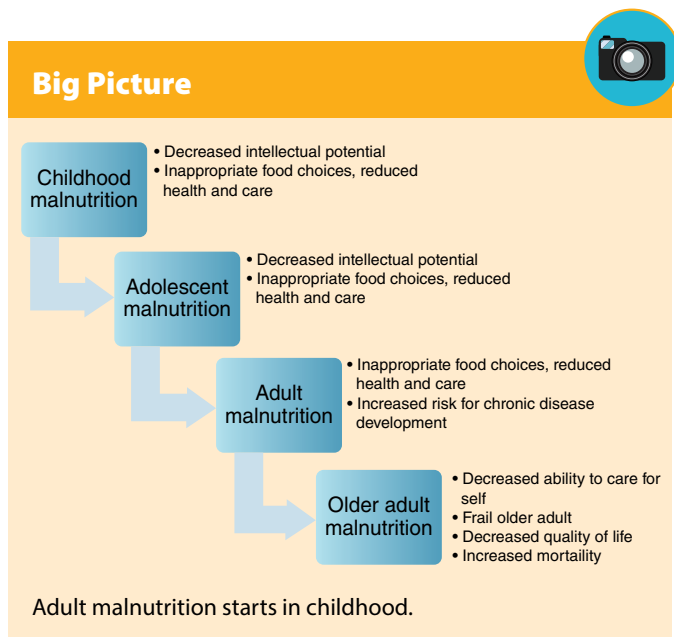 Big Picture
Childhood
malnutrition
• Decreased intellectual potential
• Inappropriate food choices, reduced
health and care
Adolescent
malnutrition
• Decreased intellectual potential
• Inappropriate food choices, reduced
health and care
Adult
malnutrition
• Inappropriate food choices, reduced
health and care
• Increased risk for chronic disease
development
Older adult
malnutrition
• Decreased ability to care for
self
• Frail older adult
• Decreased quality of life
• Increased mortaility
Adult malnutrition starts in childhood.